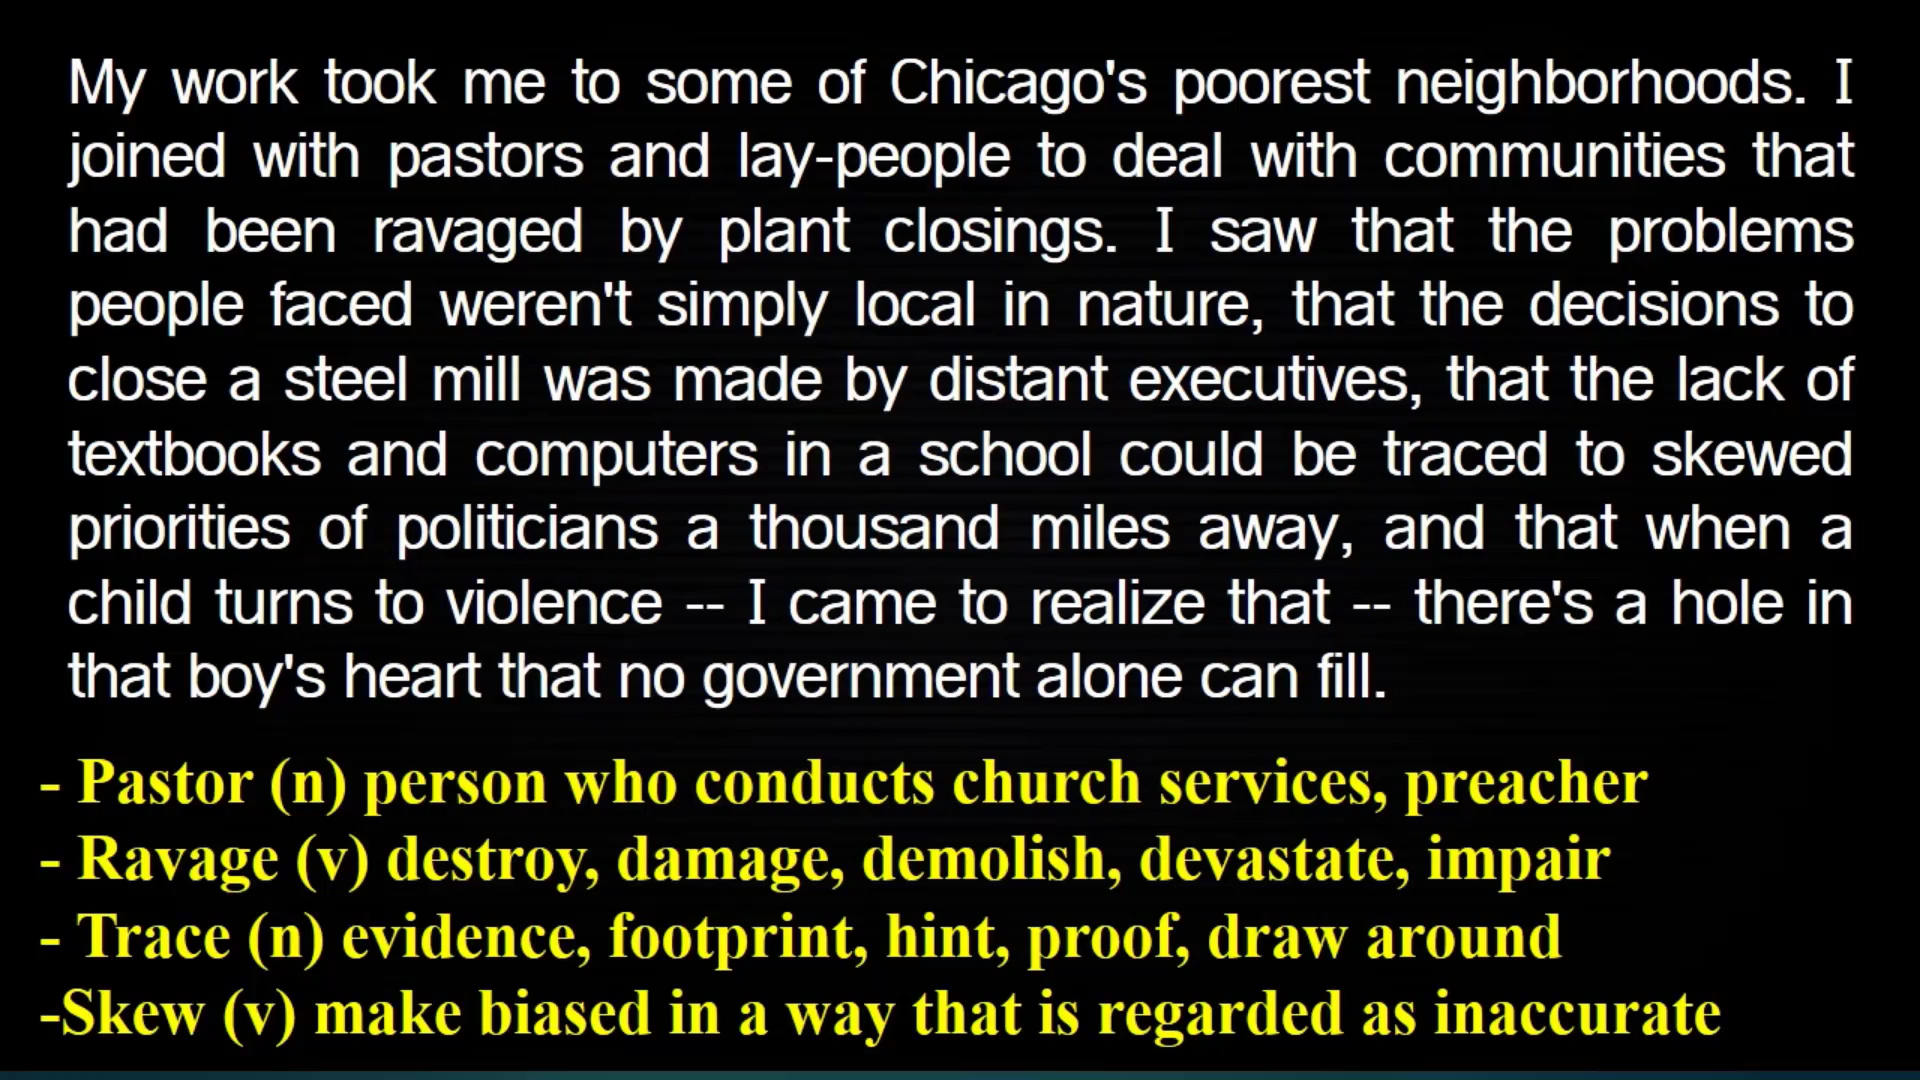 My work took me to some of Chicago's poorest neighborhoods. I
joined with pastors and lay-people to deal with communities that
had been ravaged by plant closings. I saw that the problems
people faced weren't simply local in nature, that the decisions to
close a steel mill was made by distant executives, that the lack of
textbooks and computers in a school could be traced to skewed
priorities of politicians a thousand miles away, and that when a
child turns to violence -- I came to realize that -- there's a hole in
that boy's heart that no government alone can fill.
- Pastor (n) person who conducts church services, preacher
- Ravage (v) destroy, damage, demolish, devastate, impair
- Trace (n) evidence, footprint, hint, proof, draw around
-Skew (v) make biased in a way that is regarded as inaccurate